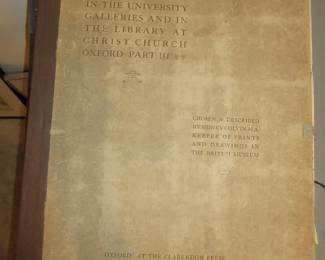 IN THE UNIVERSITY
GALLERIES AND IN
THE LIBRARY AT
CHRIST CHURCH
OXFORD PART III
CHOSEN & DESCRIBED
BY SIDNEY COLVIN M.A.
KEEPER OF PRINTS
AND DRAWINGS IN
THE BRITISH MUSEUM
OXFORD AT THE CLARENDON PRESS